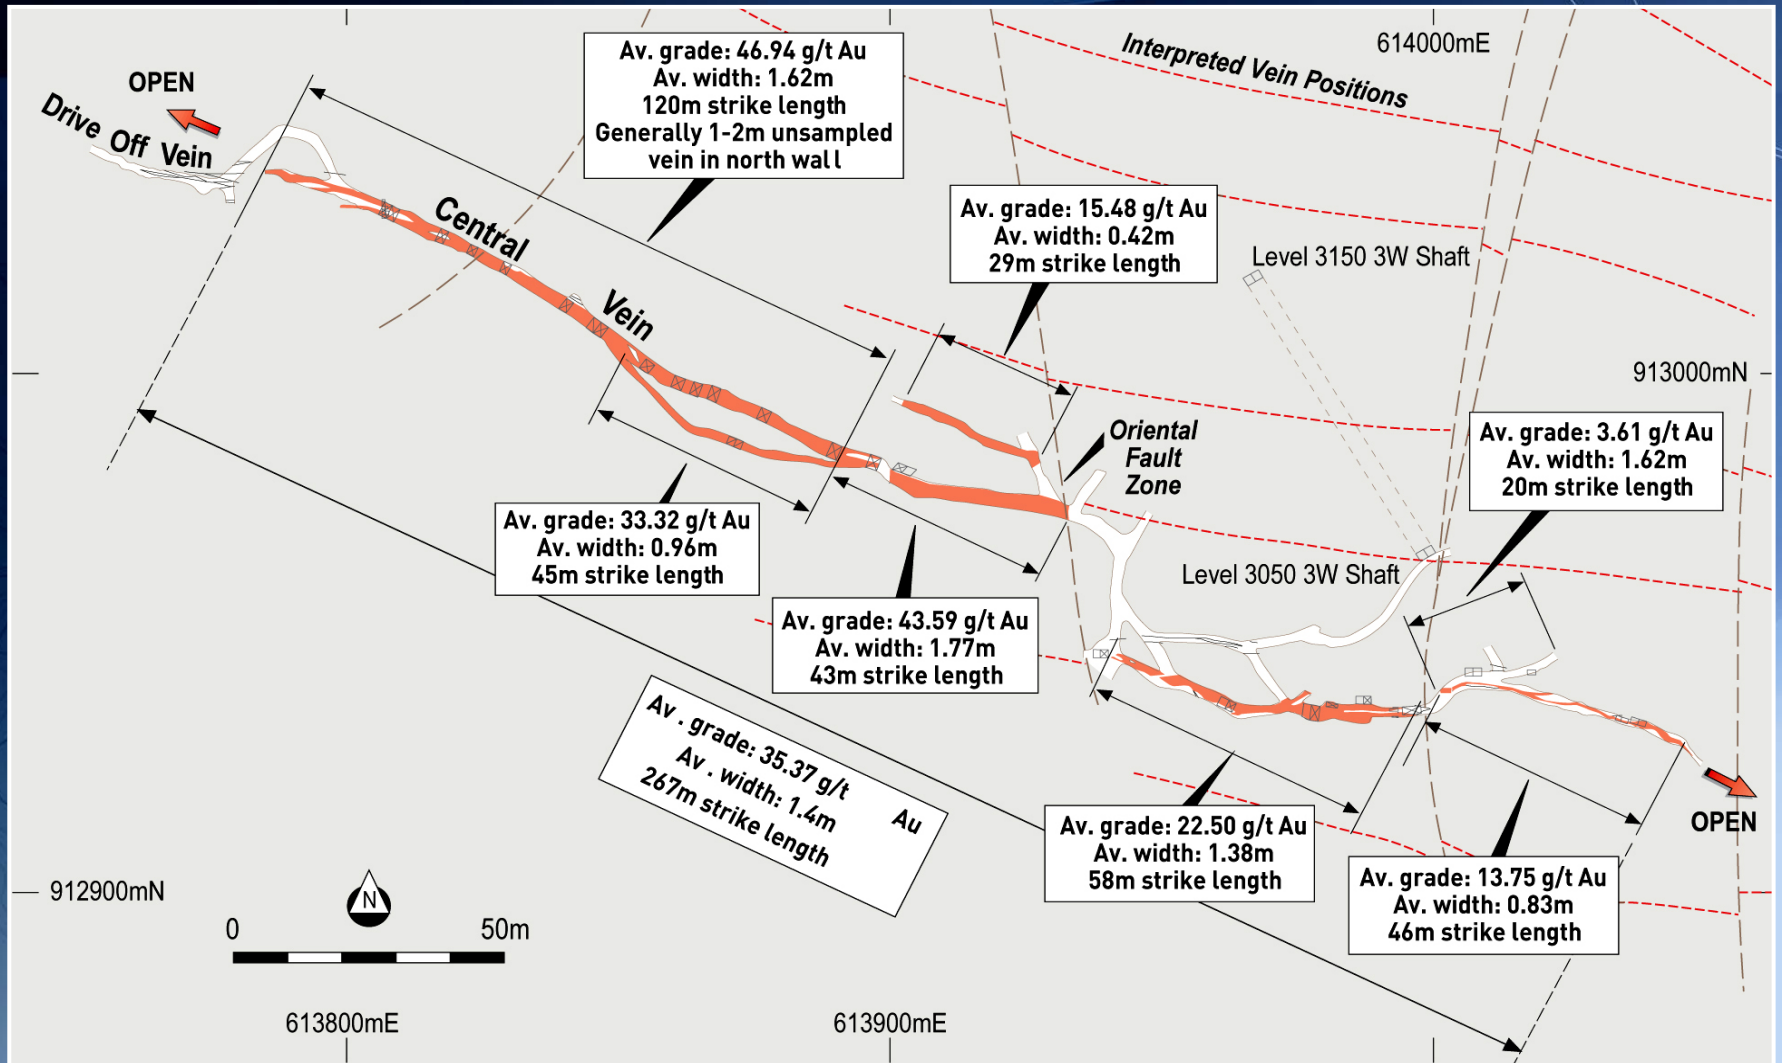 614000mE
Interpreted Vein Positions
Av. grade: 46.94 g/t Au
Av. width: 1.62m
120m strike length
Generally 1-2m unsampled
vein in north wall
OPEN
Drive Off Vein
Central
Vein
Av. grade: 15.48 g/t Au
Av. width: 0.42m
29m strike length
Level 3150 3W Shaft
913000mN
Oriental
Fault
Zone
Av. grade: 3.61 g/t Au
Av. width: 1.62m
20m strike length
Av. grade: 33.32 g/t Au
Av. width: 0.96m
45m strike length
Level 3050 3W Shaft
Av. grade: 43.59 g/t Au
Av. width: 1.77m
43m strike length
Av . grade: 35.37 g/t Au
Av . width: 1.4m
267m strike length
OPEN
Av. grade: 22.50 g/t Au
Av. width: 1.38m
58m strike length
Av. grade: 13.75 g/t Au
Av. width: 0.83m
46m strike length
912900mN
N
0 50m
613800mE
613900mE